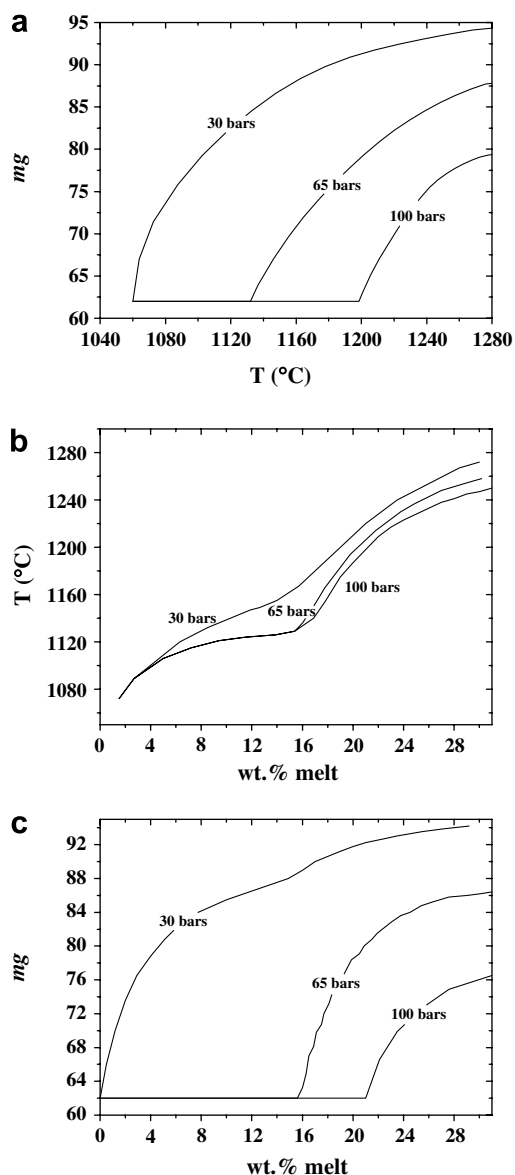 a
95
90
85
80
75
70
65
60
mg
30 bars
65 bars
100 bars
1040 1080 1120 1160 1200 1240 1280
T (°C)
b
1280
1240
1200
1160
1120
1080
T (°C)
30 bars
65 bars
100 bars
0 4 8 12 16 20 24 28
wt.% melt
c
92
88
84
80
76
72
68
64
60
mg
30 bars
65 bars
100 bars
0 4 8 12 16 20 24 28
wt.% melt